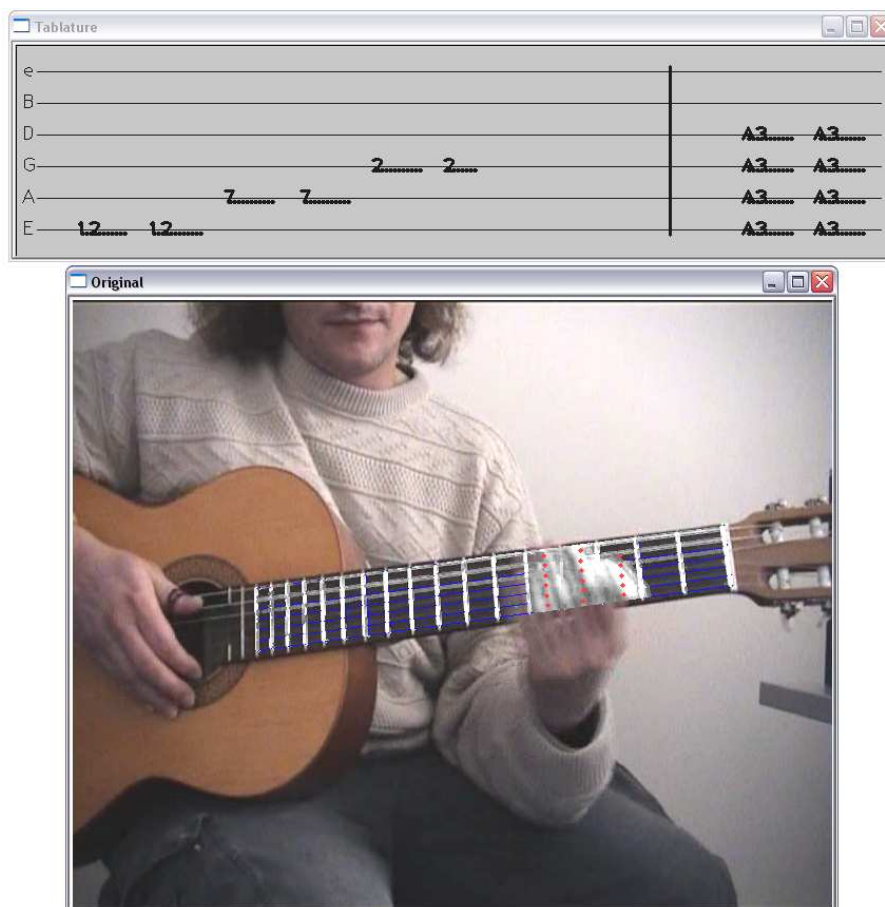 Tablature
e
B
D A3 A3
G 2 2 A3
A3
A 7 7 A3 A3
E 12 12 A3 A3
Original